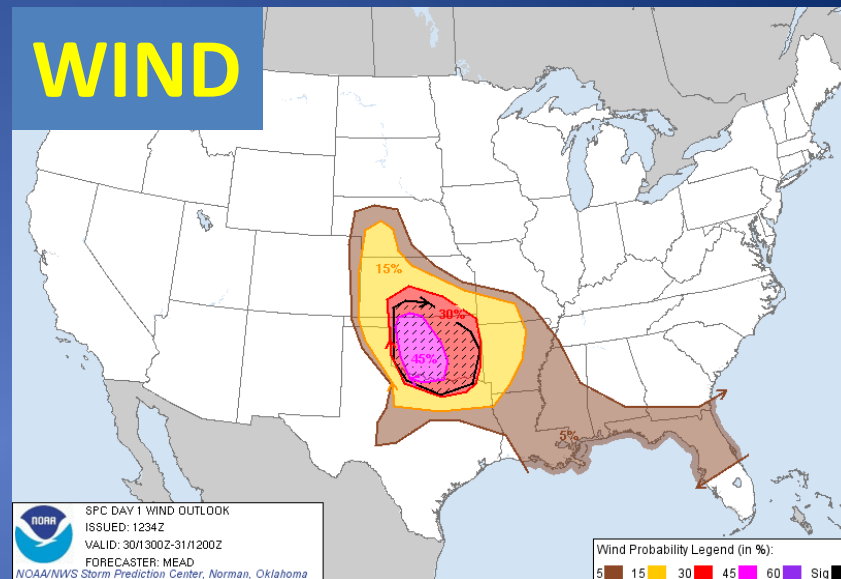 WIND
15%
30%
45%
5%
NOAA
SPC DAY 1 WIND OUTLOOK
ISSUED: 1234Z
VALID: 30/1300Z-31/1200Z
FORECASTER: MEAD
NOAA/NWS Storm Prediction Center, Norman, Oklahoma
Wind Probability Legend (in %):
5 15 30 45 60 Sig